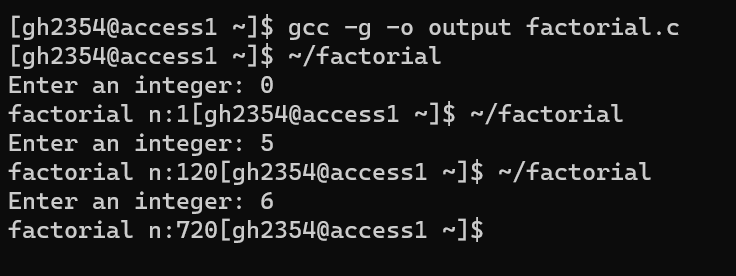 [gh2354@access1 ~]$ gcc -g -o output factorial.c
[gh2354@access1 ~]$ ~/factorial
Enter an integer: 0
factorial n:1[gh2354@access1 ~]$ ~/factorial
Enter an integer: 5
factorial n:120[gh2354@access1 ~]$ ~/factorial
Enter an integer: 6
factorial n:720[gh2354@access1 ~]$